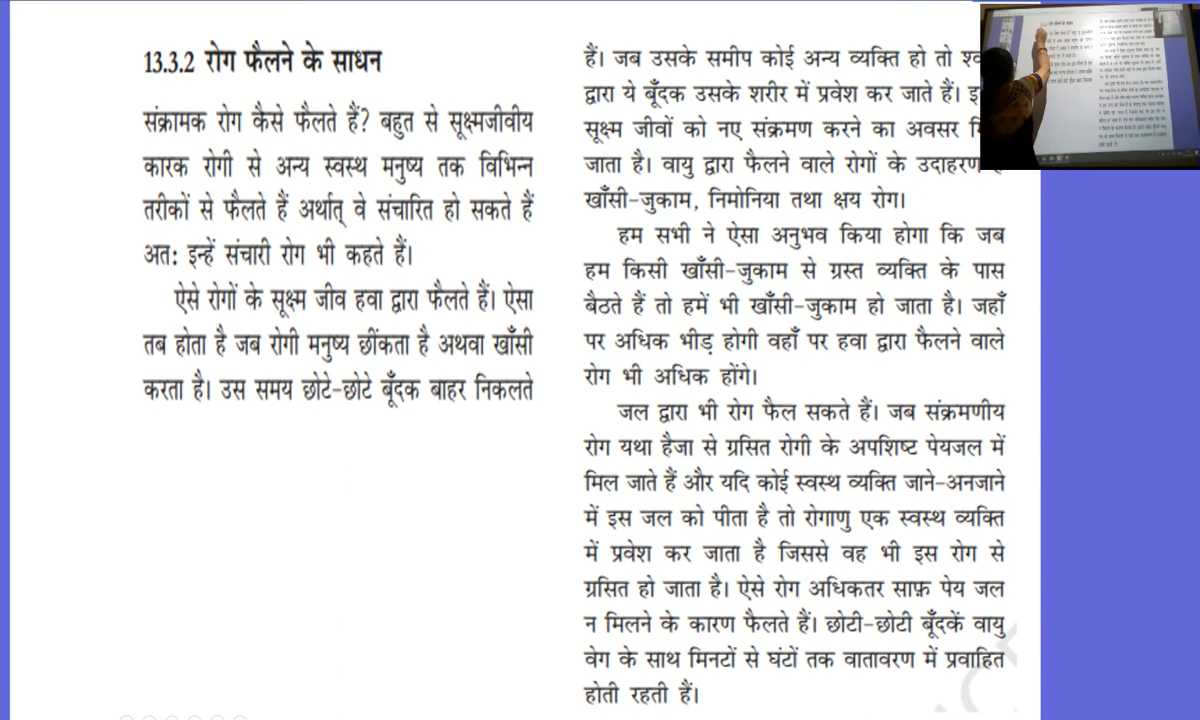 13.3.2 रोग फैलने के साधन
संक्रामक रोग कैसे फैलते हैं? बहुत से सूक्ष्मजीवीय
कारक रोगी से अन्य स्वस्थ मनुष्य तक विभिन्न
तरीकों से फैलते हैं अर्थात् वे संचारित हो सकते हैं
अत: इन्हें संचारी रोग भी कहते हैं।
ऐसे रोगों के सूक्ष्म जीव हवा द्वारा फैलते हैं। ऐसा
तब होता है जब रोगी मनुष्य छींकता है अथवा खाँसी
करता है। उस समय छोटे-छोटे बूँदक बाहर निकलते
हैं। जब उसके समीप कोई अन्य व्यक्ति हो तो
द्वारा ये बूँदक उसके शरीर में प्रवेश कर जाते हैं।
सूक्ष्म जीवों को नए संक्रमण करने का अवसर
जाता है। वायु द्वारा फैलने वाले रोगों के उदाहरण
खाँसी-जुकाम, निमोनिया तथा क्षय रोग।
हम सभी ने ऐसा अनुभव किया होगा कि जब
हम किसी खाँसी-जुकाम से ग्रस्त व्यक्ति के पास
बैठते हैं तो हमें भी खाँसी-जुकाम हो जाता है। जहाँ
पर अधिक भीड़ होगी वहाँ पर हवा द्वारा फैलने वाले
रोग भी अधिक होंगे।
जल द्वारा भी रोग फैल सकते हैं। जब संक्रमणीय
रोग यथा हैजा से ग्रसित रोगी के अपशिष्ट पेयजल में
मिल जाते हैं और यदि कोई स्वस्थ व्यक्ति जाने-अनजाने
में इस जल को पीता है तो रोगाणु एक स्वस्थ व्यक्ति
में प्रवेश कर जाता है जिससे वह भी इस रोग से
ग्रसित हो जाता है। ऐसे रोग अधिकतर साफ़ पेय जल
न मिलने के कारण फैलते हैं। छोटी-छोटी बूँदकें वायु
वेग के साथ मिनटों से घंटों तक वातावरण में प्रवाहित
होती रहती हैं।